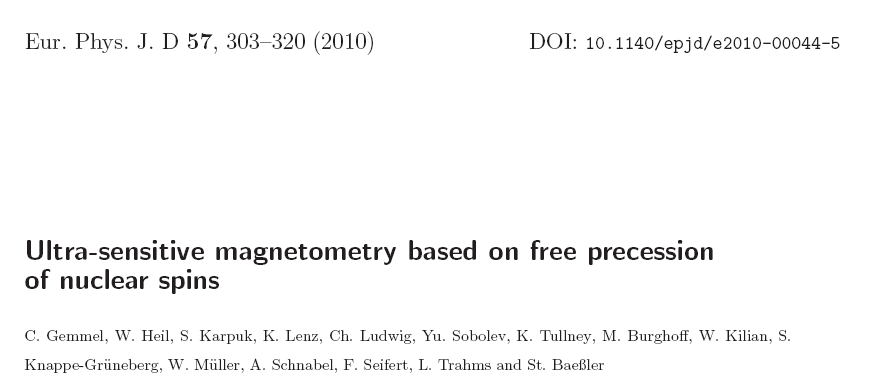 Eur. Phys. J. D 57, 303–320 (2010) DOI: 10.1140/epjd/e2010-00044-5
Ultra-sensitive magnetometry based on free precession
of nuclear spins
C. Gemmel, W. Heil, S. Karpuk, K. Lenz, Ch. Ludwig, Yu. Sobolev, K. Tullney, M. Burghoff, W. Kilian, S.
Knappe-Grüneberg, W. Müller, A. Schnabel, F. Seifert, L. Trahms and St. Baeßler